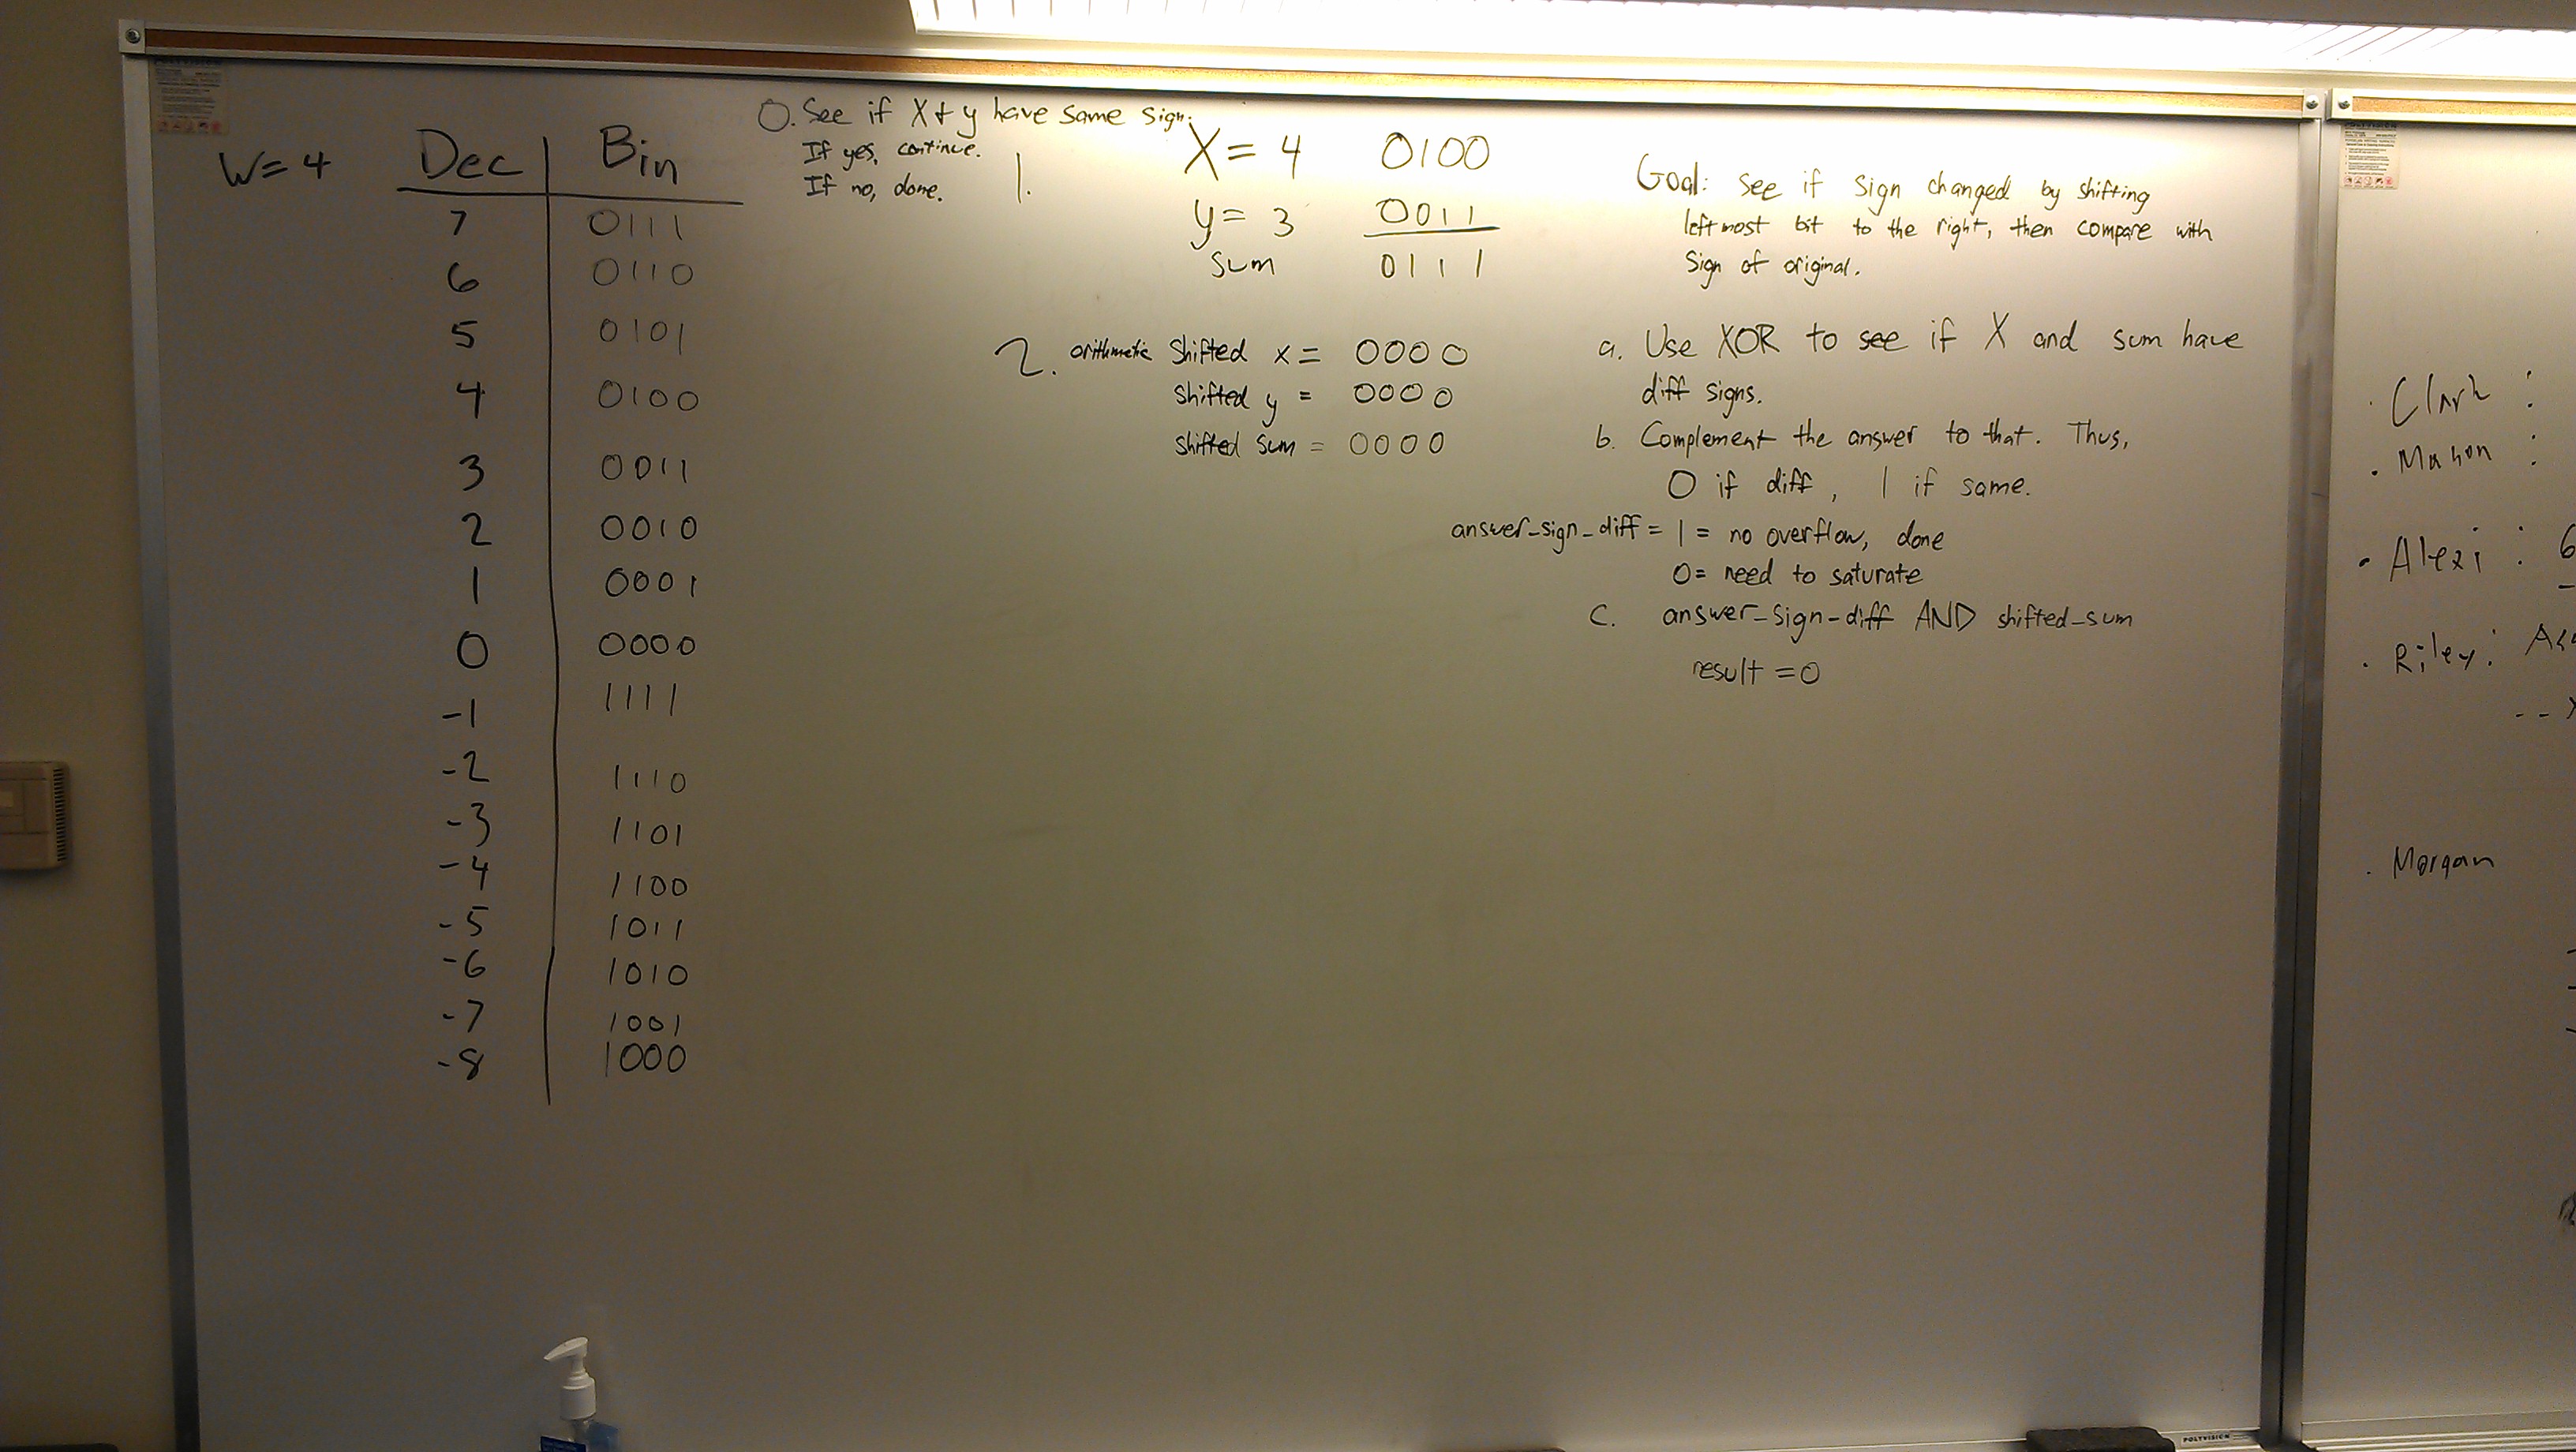 W=4
Dec | Bin
7 0111
6 0110
5 0101
4 0100
3 0011
2 0010
1 0001
0 0000
-1 1111
-2 1110
-3 1101
-4 1100
-5 1011
-6 1010
-7 1001
-8 1000
0. See if X + y have same sign.
If yes, continue.
If no, done.
1.
X = 4 0100
y = 3 0011
sum 0111
2. arithmetic Shifted x = 0000
Shifted y = 0000
Shifted sum = 0000
Goal: see if sign changed by shifting
leftmost bit to the right, then compare with
sign of original.
a. Use XOR to see if X and sum have
diff signs.
b. Complement the answer to that. Thus,
0 if diff, 1 if same.
answer_sign_diff = 1 = no overflow, done
0= need to saturate
c. answer_sign_diff AND shifted_sum
result = 0
· Clark :
· Mahon :
· Alexi : 6
· Riley :
· Morgan
POLYVISION
POLYVISION